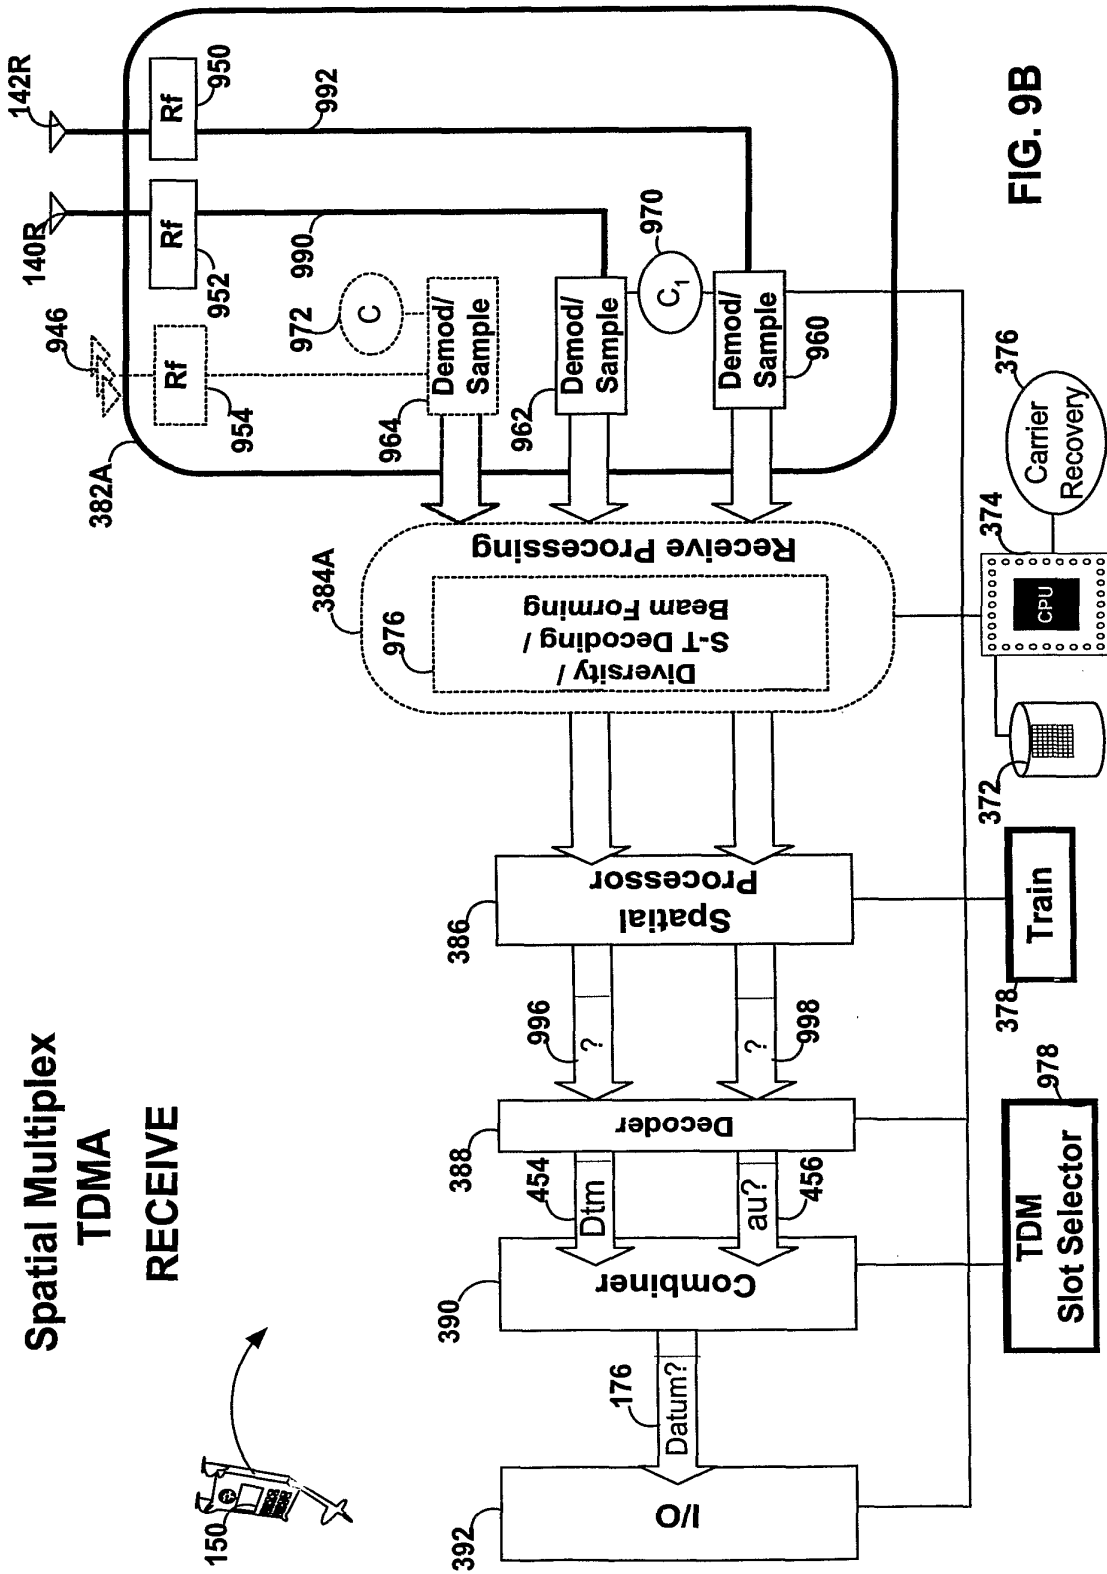 Spatial Multiplex
TDMA
RECEIVE
150
392
I/O
176
Datum?
390
Combiner
454
Dtm
au?
456
388
Decoder
996
?
?
998
386
Spatial
Processor
384A
976
Diversity /
S-T Decoding /
Beam Forming
Receive Processing
382A
946
Rf
954
140R
Rf
952
142R
Rf
950
992
990
972
C
964
Demod/
Sample
962
Demod/
Sample
970
C1
Demod/
Sample
960
978
TDM
Slot Selector
378
Train
372
374
CPU
376
Carrier
Recovery
FIG. 9B